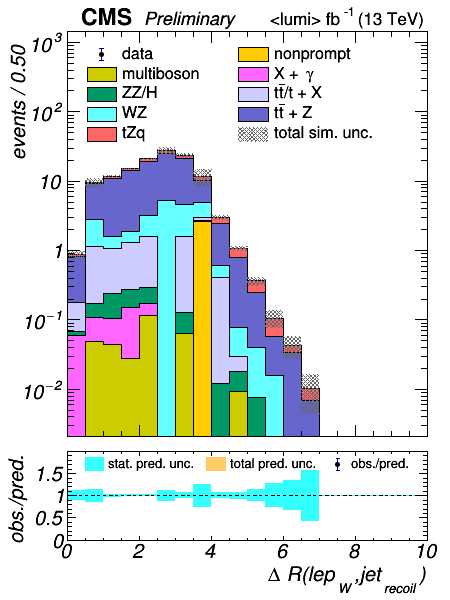 CMS Preliminary <lumi> fb⁻¹ (13 TeV)
events / 0.50
10³
10²
10
1
10⁻¹
10⁻²
data
multiboson
ZZ/H
WZ
tZq
nonprompt
X + γ
tt̄/t + X
tt̄ + Z
total sim. unc.
obs./pred.
1.5
1
0.5
0
stat. pred. unc. total pred. unc. obs./pred.
0 2 4 6 8 10
Δ R(lep_W,jet_recoil)